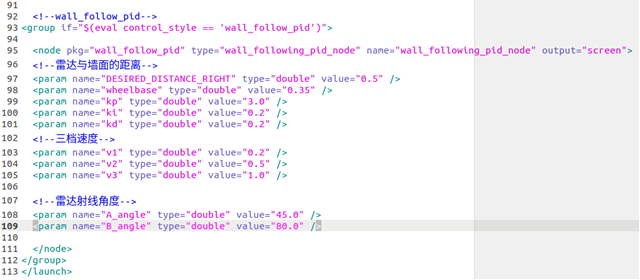 91
92 <!--wall_follow_pid-->
93 <group if="$(eval control_style == 'wall_follow_pid')">
94
95 <node pkg="wall_follow_pid" type="wall_following_pid_node" name="wall_following_pid_node" output="screen">
96 <!--雷达与墙面的距离-->
97 <param name="DESIRED_DISTANCE_RIGHT" type="double" value="0.5" />
98 <param name="wheelbase" type="double" value="0.35" />
99 <param name="kp" type="double" value="3.0" />
100 <param name="ki" type="double" value="0.2" />
101 <param name="kd" type="double" value="0.2" />
102 <!--三档速度-->
103 <param name="v1" type="double" value="0.2" />
104 <param name="v2" type="double" value="0.5" />
105 <param name="v3" type="double" value="1.0" />
106
107 <!--雷达射线角度-->
108 <param name="A_angle" type="double" value="45.0" />
109 <param name="B_angle" type="double" value="80.0" />
110
111 </node>
112 </group>
113 </launch>